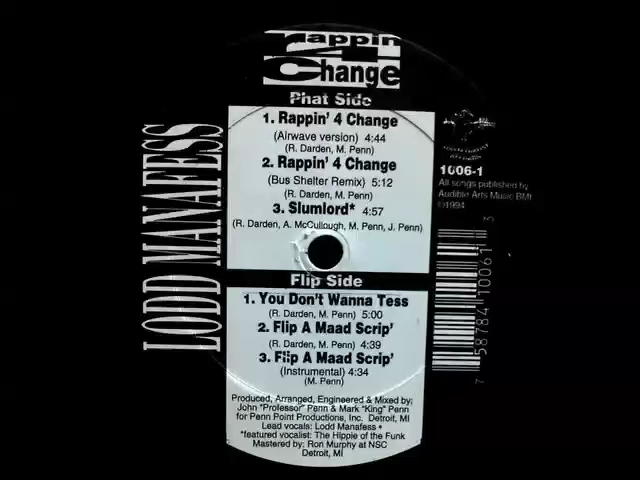 rappin
4
Change
Phat Side
1. Rappin' 4 Change
(Airwave version) 4:44
(R. Darden, M. Penn)
2. Rappin' 4 Change
(Bus Shelter Remix) 5:12
(R. Darden, M. Penn)
3. Slumlord* 4:57
(R. Darden, A. McCullough, M. Penn, J. Penn)
Flip Side
1. You Don't Wanna Tess
(R. Darden, M. Penn) 5:00
2. Flip A Maad Scrip'
(R. Darden, M. Penn) 4:39
3. Flip A Maad Scrip'
(Instrumental) 4:34
(M. Penn)
Produced, Arranged, Engineered & Mixed by:
John "Professor" Penn & Mark "King" Penn
for Penn Point Productions, Inc. Detroit, MI
Lead vocals: Lodd Manafess •
*featured vocalist: The Hippie of the Funk
Mastered by: Ron Murphy at NSC
Detroit, MI
LODD MANAFESS
1006-1
All songs published by
Audible Arts Music BMI
©1994
7 58784 10061 3